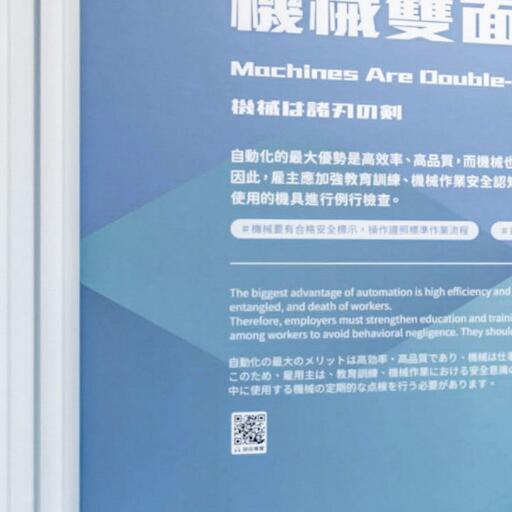 機械雙面
Machines Are Double-
機械は諸刃の剣
自動化的最大優勢是高效率、高品質，而機械也
因此，雇主應加強教育訓練、機械作業安全認知
使用的機具進行例行檢查。
#機械要有合格安全標示，操作遵照標準作業流程
The biggest advantage of automation is high efficiency and
entangled, and death of workers.
Therefore, employers must strengthen education and traini
among workers to avoid behavioral negligence. They shoul
自動化の最大のメリットは高効率・高品質であり、機械は仕事
このため、雇用主は、教育訓練、機械作業における安全意識の
中に使用する機械の定期的な点検を行う必要があります。